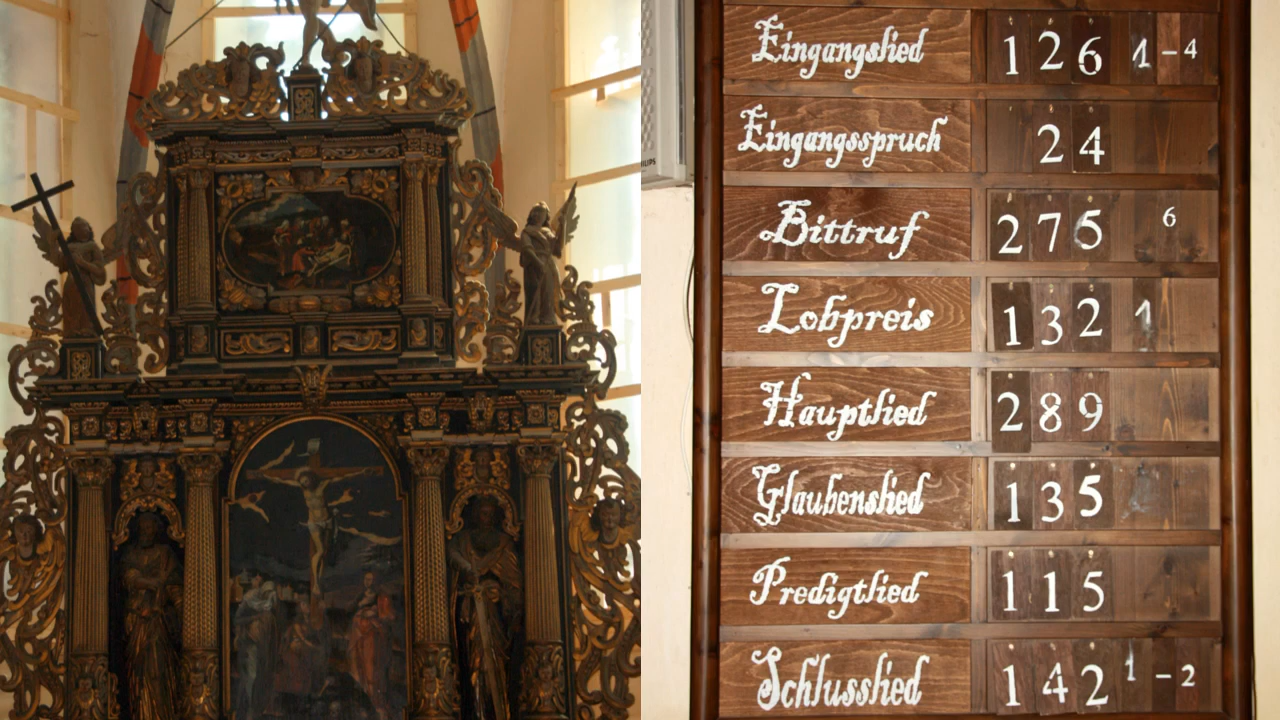 Eingangslied 126 1-4
Eingangsspruch 24
Bittruf 275 6
Lobpreis 132 1
Hauptlied 289
Glaubenslied 135
Predigtlied 115
Schlusslied 142 1-2